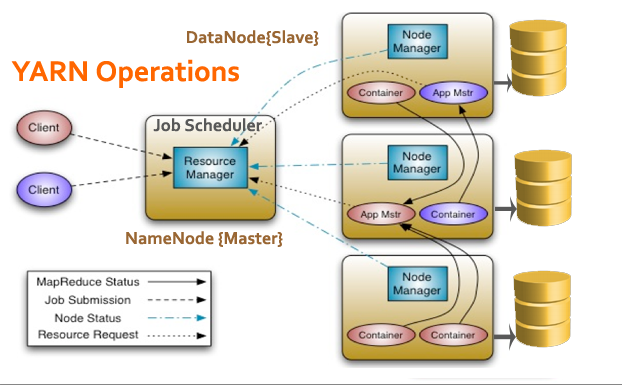 YARN Operations
DataNode{Slave}
Node
Manager
Container
App Mstr
Client
Client
Job Scheduler
Resource
Manager
NameNode {Master}
Node
Manager
App Mstr
Container
Node
Manager
Container
Container
MapReduce Status
Job Submission
Node Status
Resource Request